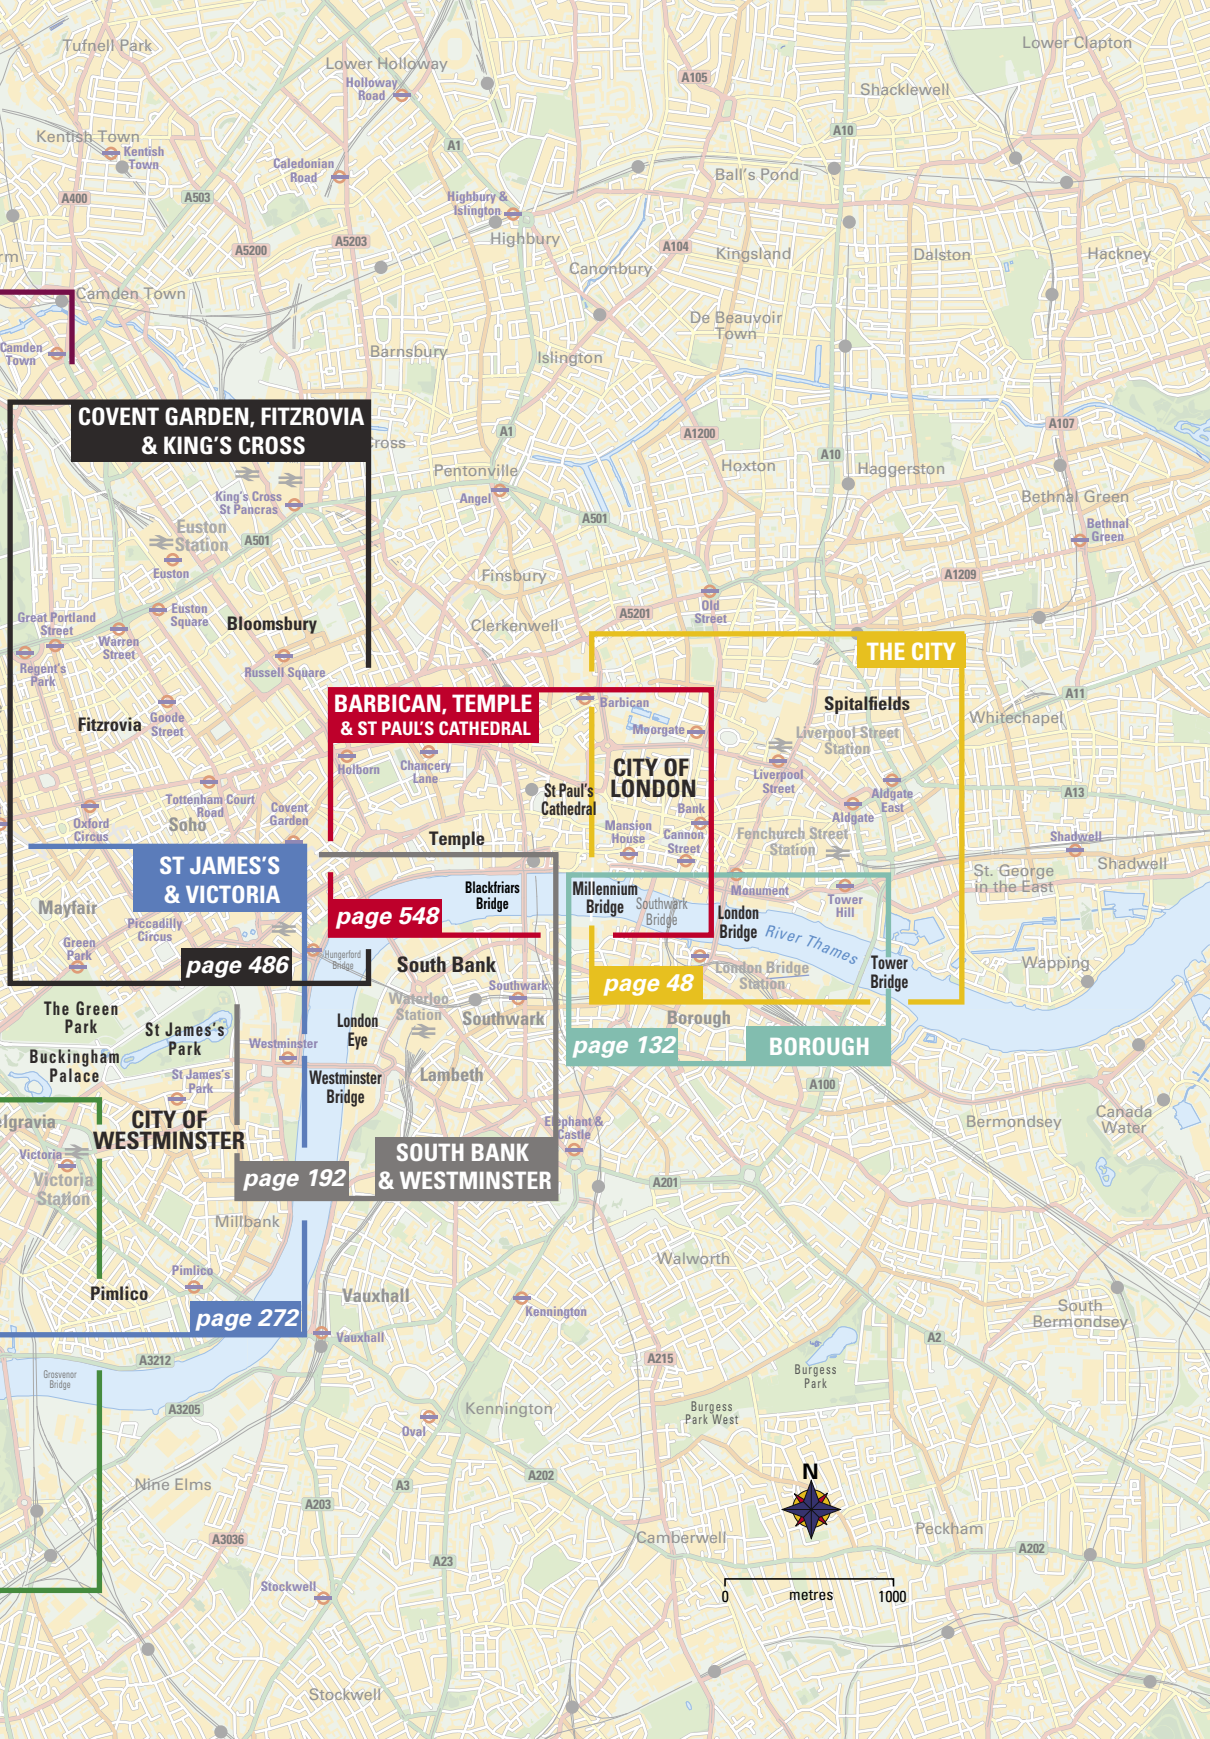 Tufnell Park
Lower Clapton
Lower Holloway
Holloway
Road
A105
Shacklewell
A10
Kentish Town
Kentish
Town
A1
Caledonian
Road
Ball's Pond
A400
A503
Highbury &
Islington
Highbury
A5200
A5203
A104
Kingsland
Dalston
Hackney
rm
Canonbury
Camden Town
De Beauvoir
Town
Camden
Town
Barnsbury
Islington
COVENT GARDEN, FITZROVIA
& KING'S CROSS
Cross
A1
A1200
A107
A10
Pentonville
Hoxton
Haggerston
King's Cross
St Pancras
Angel
Bethnal Green
A501
Bethnal
Green
Euston
Station
A501
Euston
Finsbury
A1209
Great Portland
Street
Euston
Square
Old
Street
A5201
Warren
Street
Bloomsbury
Clerkenwell
Regent's
Park
Russell Square
THE CITY
BARBICAN, TEMPLE
& ST PAUL'S CATHEDRAL
Barbican
Spitalfields
A11
Whitechapel
Fitzrovia
Goode
Street
Moorgate
Liverpool Street
Station
Holborn
Chancery
Lane
CITY OF
LONDON
Liverpool
Street
St Paul's
Cathedral
Aldgate
East
A13
Tottenham Court
Road
Covent
Garden
Bank
Aldgate
Oxford
Circus
Soho
Mansion
House
Cannon
Street
Fenchurch Street
Station
Shadwell
Temple
Shadwell
ST JAMES'S
& VICTORIA
St. George
in the East
Blackfriars
Bridge
Millennium
Bridge
Monument
Tower
Hill
Mayfair
page 548
Southwark
Bridge
London
Bridge
Piccadilly
Circus
River Thames
Green
Park
page 486
Hungerford
Bridge
South Bank
London Bridge
Station
Tower
Bridge
Wapping
Southwark
page 48
The Green
Park
St James's
Park
Waterloo
Station
Southwark
Borough
London
Eye
Westminster
page 132
BOROUGH
Buckingham
Palace
St James's
Park
Westminster
Bridge
Lambeth
A100
elgravia
CITY OF
WESTMINSTER
Elephant &
Castle
Bermondsey
Canada
Water
Victoria
Victoria
Station
page 192
SOUTH BANK
& WESTMINSTER
A201
Millbank
Walworth
Pimlico
Pimlico
Vauxhall
Kennington
South
Bermondsey
page 272
Vauxhall
A2
A3212
A215
Grosvenor
Bridge
Burgess
Park
A3205
Kennington
Burgess
Park West
Oval
N
Nine Elms
A3
A202
A203
A3036
Camberwell
Peckham
A202
A23
Stockwell
0
metres
1000
Stockwell